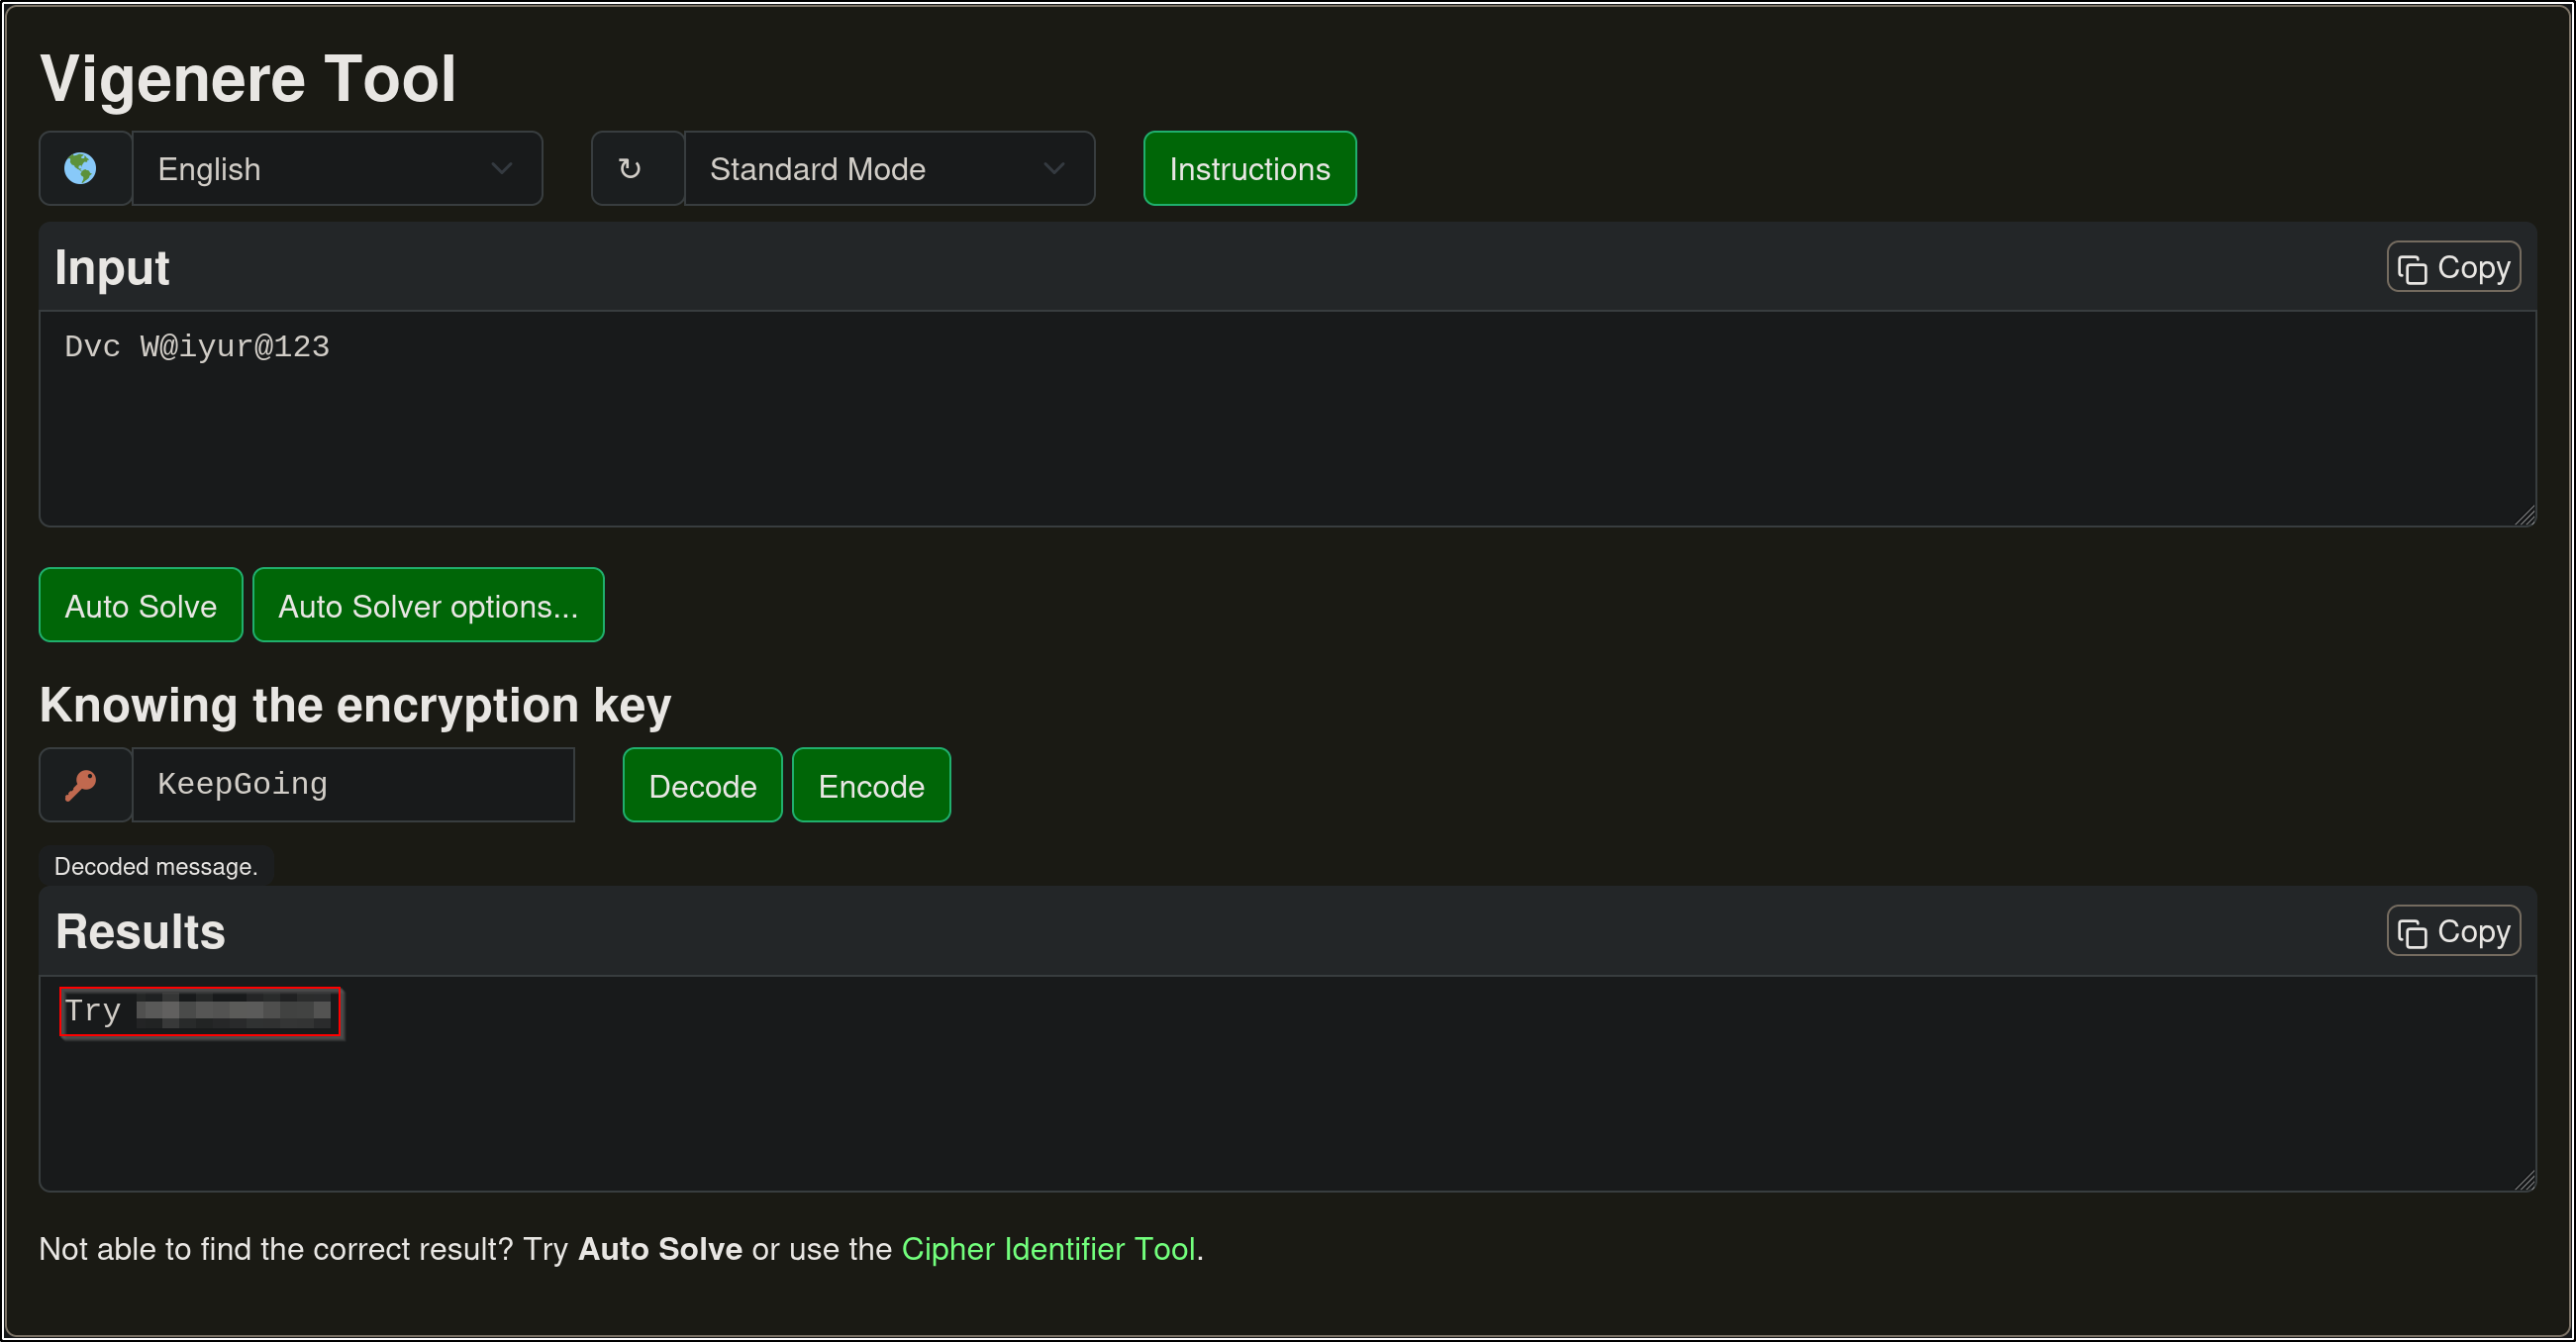 Vigenere Tool
English
Standard Mode
Instructions
Input
Copy
Dvc W@iyur@123
Auto Solve
Auto Solver options...
Knowing the encryption key
KeepGoing
Decode
Encode
Decoded message.
Results
Copy
Try
Not able to find the correct result? Try Auto Solve or use the Cipher Identifier Tool.